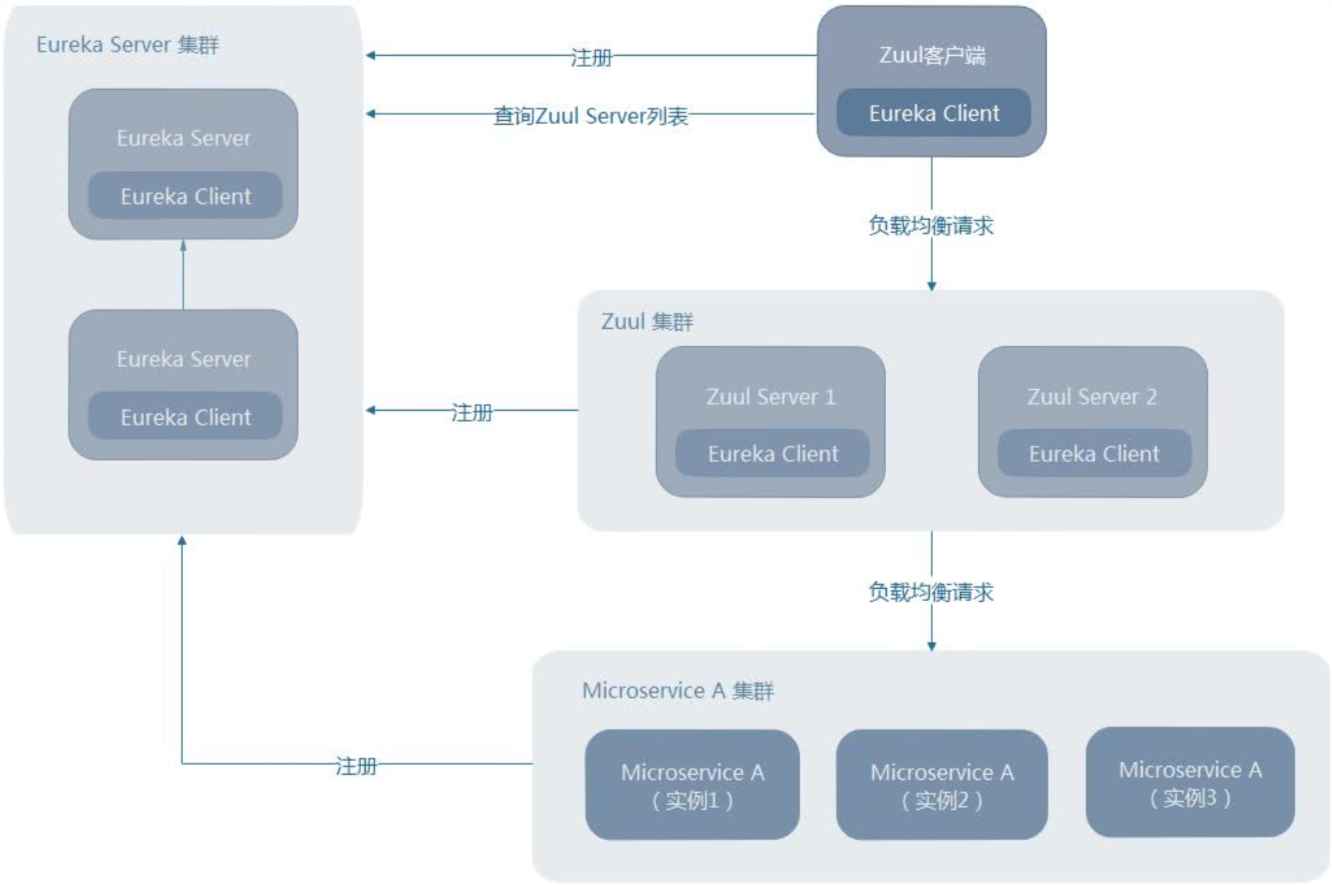 Eureka Server 集群
Eureka Server
Eureka Client
Eureka Server
Eureka Client
注册
查询Zuul Server列表
Zuul客户端
Eureka Client
负载均衡请求
注册
Zuul 集群
Zuul Server 1
Eureka Client
Zuul Server 2
Eureka Client
负载均衡请求
注册
Microservice A 集群
Microservice A
（实例1）
Microservice A
（实例2）
Microservice A
（实例3）